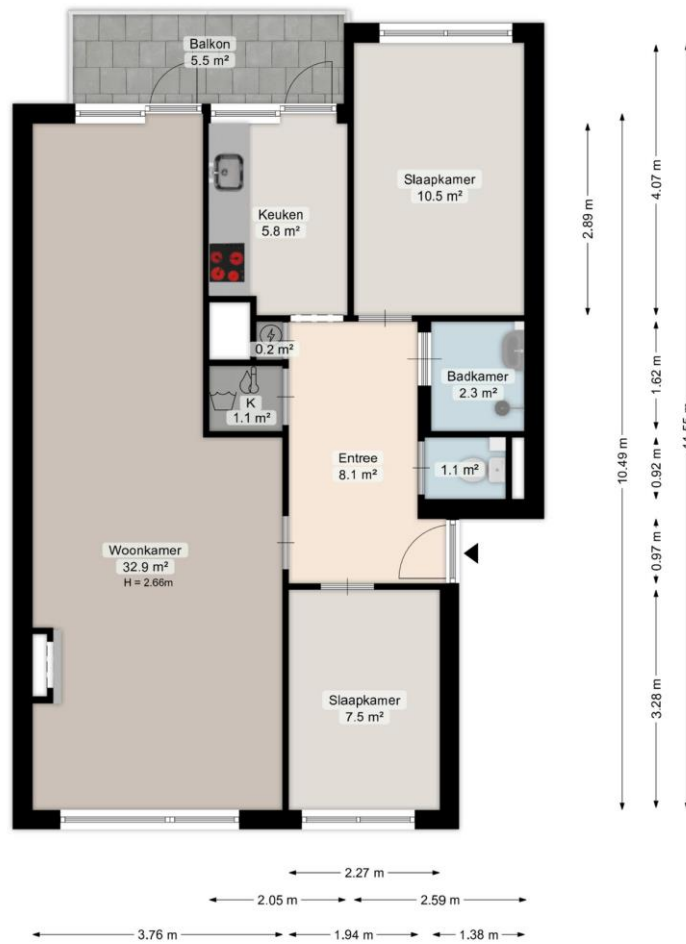 Balkon
5.5 m²
Slaapkamer
10.5 m²
Keuken
5.8 m²
0.2 m²
K
1.1 m²
Badkamer
2.3 m²
Entree
8.1 m²
1.1 m²
Woonkamer
32.9 m²
H = 2.66m
Slaapkamer
7.5 m²
2.89 m
10.49 m
4.07 m
1.62 m
0.92 m
0.97 m
3.28 m
2.27 m
2.05 m
2.59 m
3.76 m
1.94 m
1.38 m